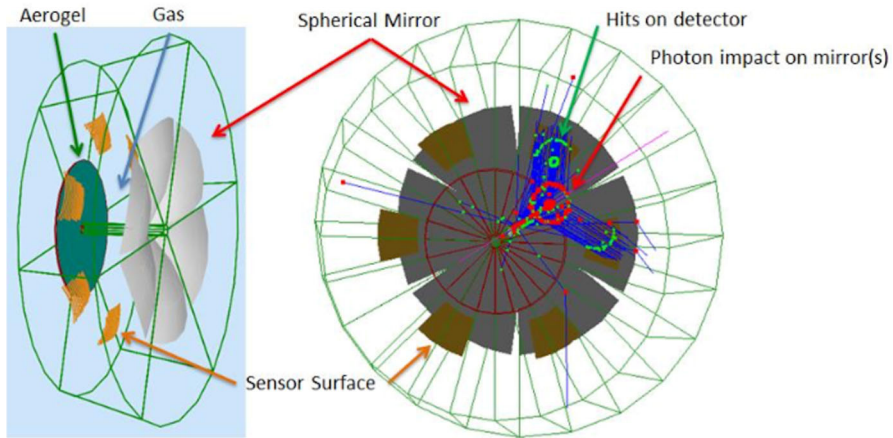 Aerogel
Gas
Spherical Mirror
Hits on detector
Photon impact on mirror(s)
Sensor Surface